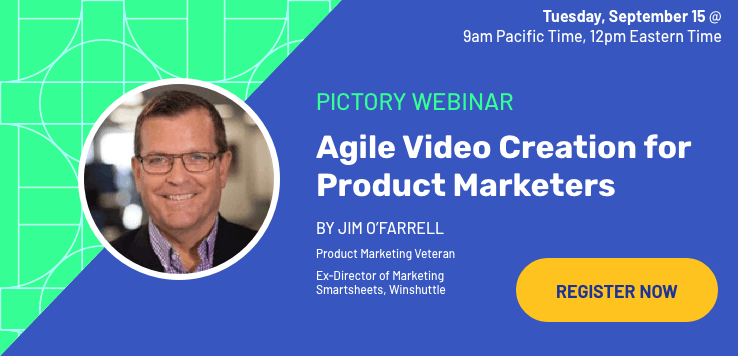 Tuesday, September 15 @
9am Pacific Time, 12pm Eastern Time
PICTORY WEBINAR
Agile Video Creation for
Product Marketers
BY JIM O'FARRELL
Product Marketing Veteran
Ex-Director of Marketing
Smartsheets, Winshuttle
REGISTER NOW